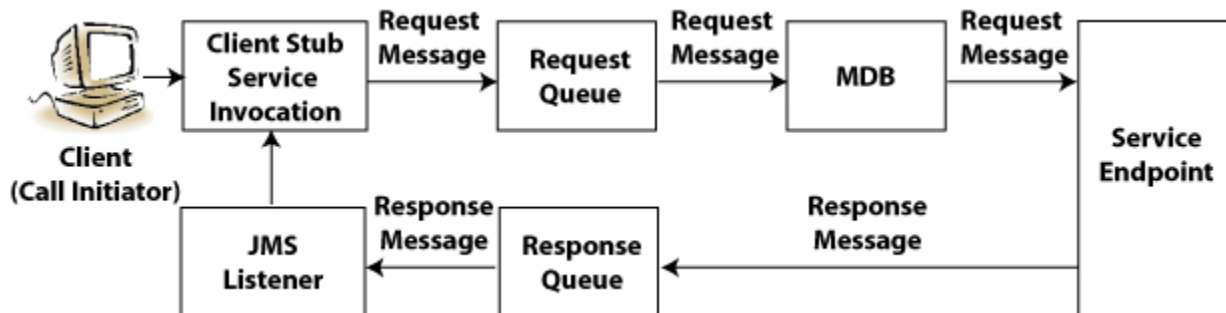 Client Stub
Service
Invocation
Request
Message
Request
Queue
Request
Message
MDB
Request
Message
Service
Endpoint
Client
(Call Initiator)
JMS
Listener
Response
Message
Response
Queue
Response
Message